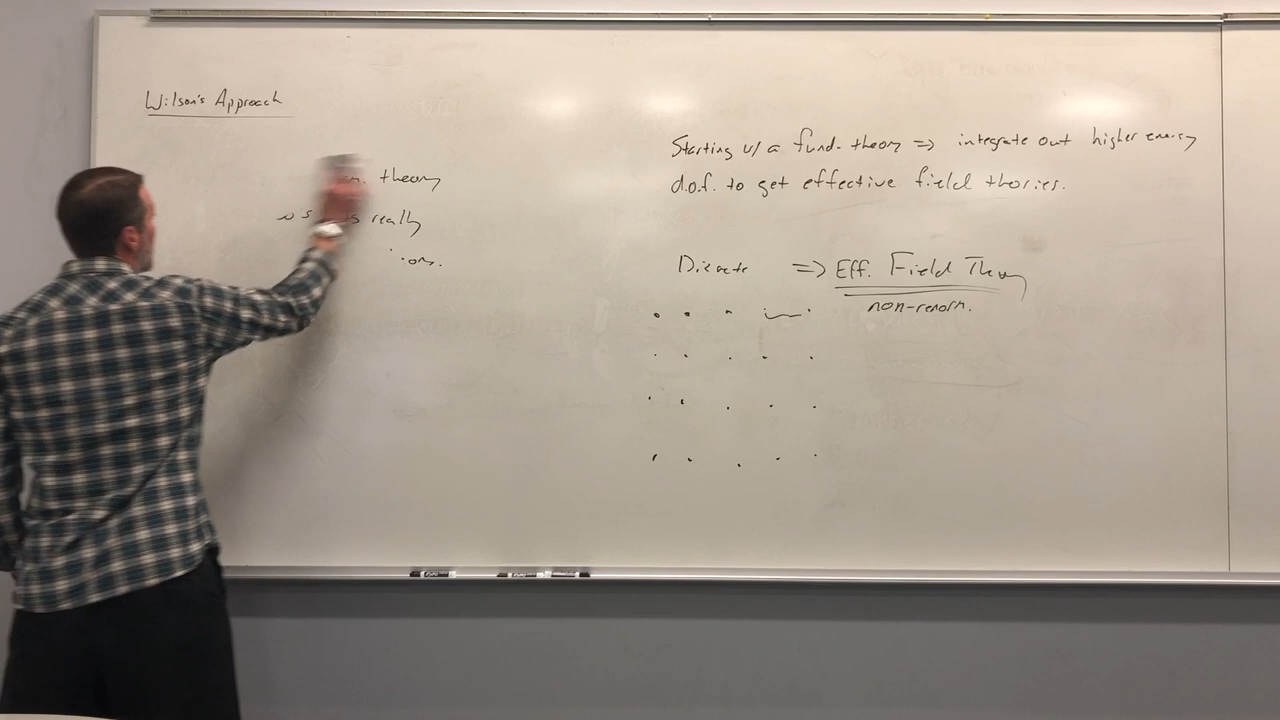 Wilson's Approach
theory
really
Starting w/ a fund. theory => integrate out higher energy
d.o.f. to get effective field thories.
Discrete => Eff. Field Theory
non-renorm.